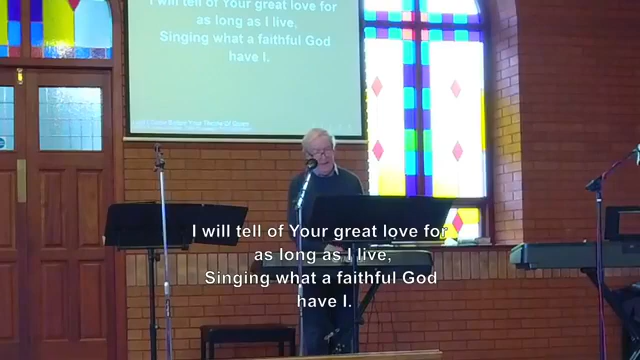 I will tell of Your great love for
as long as I live,
Singing what a faithful God
have I.
I will tell of Your great love for
as long as I live,
Singing what a faithful God
have I.